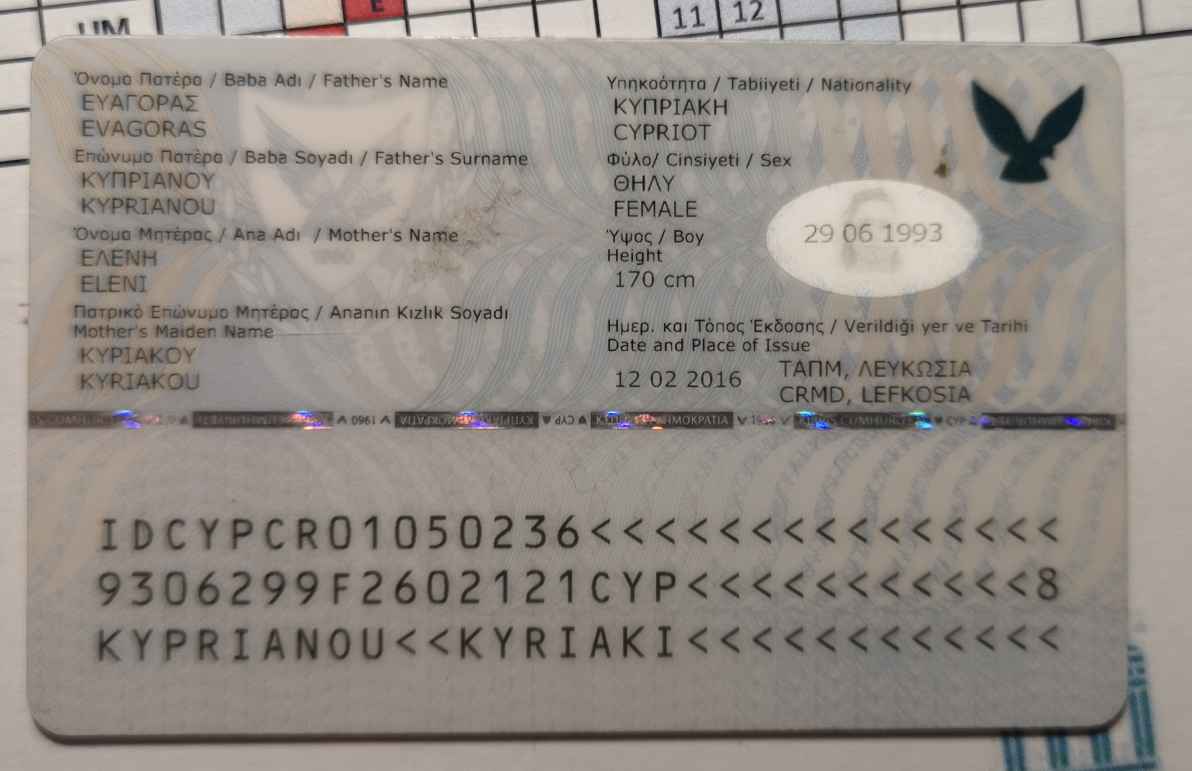 UM
E
11 12
Όνομα Πατέρα / Baba Adı / Father's Name
ΕΥΑΓΟΡΑΣ
EVAGORAS
Επώνυμο Πατέρα / Baba Soyadı / Father's Surname
ΚΥΠΡΙΑΝΟΥ
KYPRIANOU
Όνομα Μητέρας / Ana Adı / Mother's Name
ΕΛΕΝΗ
ELENI
Πατρικό Επώνυμο Μητέρας / Ananın Kızlık Soyadı
Mother's Maiden Name
ΚΥΡΙΑΚΟΥ
KYRIAKOU
Υπηκοότητα / Tabiiyeti / Nationality
ΚΥΠΡΙΑΚΗ
CYPRIOT
Φύλο/ Cinsiyeti / Sex
ΘΗΛΥ
FEMALE
Ύψος / Boy
Height
170 cm
29 06 1993
Ημερ. και Τόπος Έκδοσης / Verildiği yer ve Tarihi
Date and Place of Issue
12 02 2016
ΤΑΠΜ, ΛΕΥΚΩΣΙΑ
CRMD, LEFKOSIA
IDCYPCR01050236<<<<<<<<<<<<<<<
9306299F2602121CYP<<<<<<<<<<<8
KYPRIANOU<<KYRIAKI<<<<<<<<<<<<